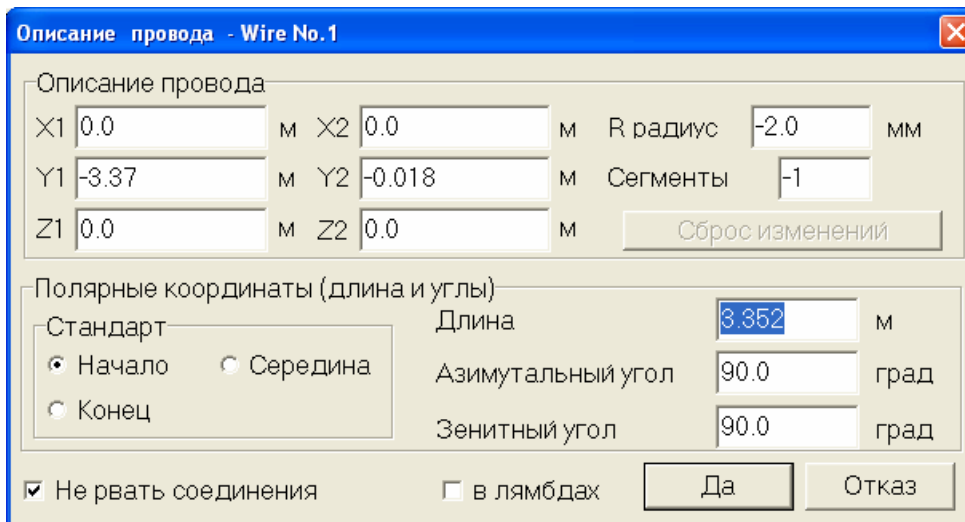 Описание провода - Wire No.1
Описание провода
X1 0.0 м X2 0.0 м R радиус -2.0 мм
Y1 -3.37 м Y2 -0.018 м Сегменты -1
Z1 0.0 м Z2 0.0 м Сброс изменений
Полярные координаты (длина и углы)
Стандарт
Длина 3.352 м
Начало Середина
Азимутальный угол 90.0 град
Конец
Зенитный угол 90.0 град
Не рвать соединения в лямбдах Да Отказ